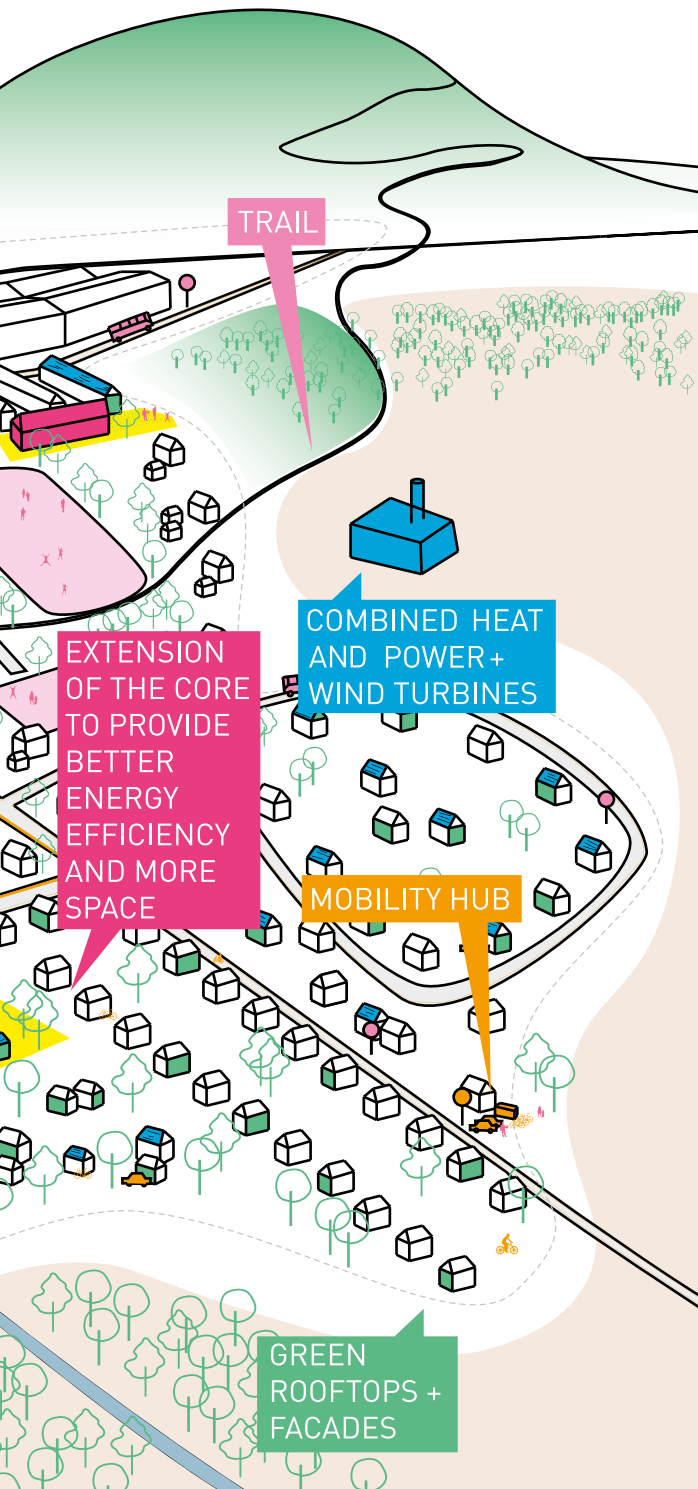 TRAIL
COMBINED HEAT
AND POWER+
WIND TURBINES
EXTENSION
OF THE CORE
TO PROVIDE
BETTER
ENERGY
EFFICIENCY
AND MORE
SPACE
MOBILITY HUB
GREEN
ROOFTOPS +
FACADES